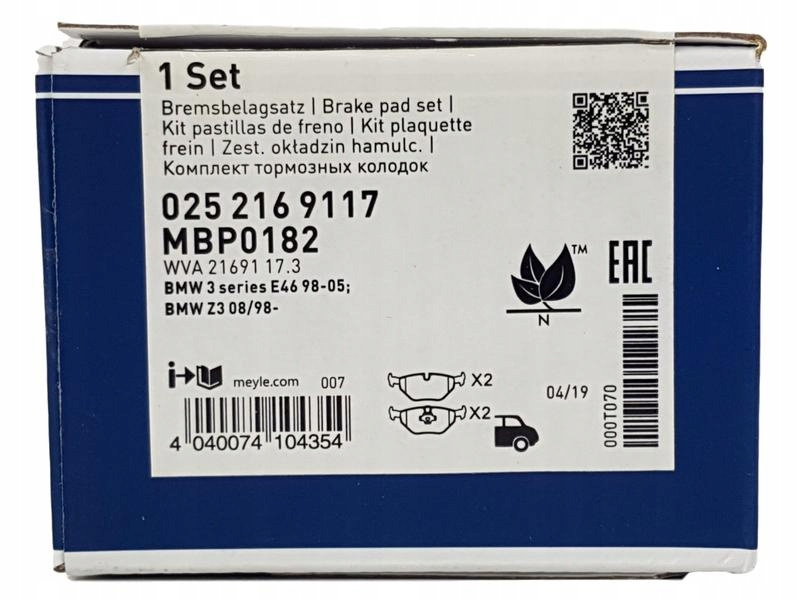 1 Set
Bremsbelagsatz | Brake pad set |
Kit pastillas de freno | Kit plaquette
frein | Zest. okładzin hamulc. |
Комплект тормозных колодок
025 216 9117
MBP0182
WVA 21691 17.3
BMW 3 series E46 98-05;
BMW Z3 08/98-
TM
N
EAC
meyle.com 007
X2
X2
04/19
000T070
4 040074 104354